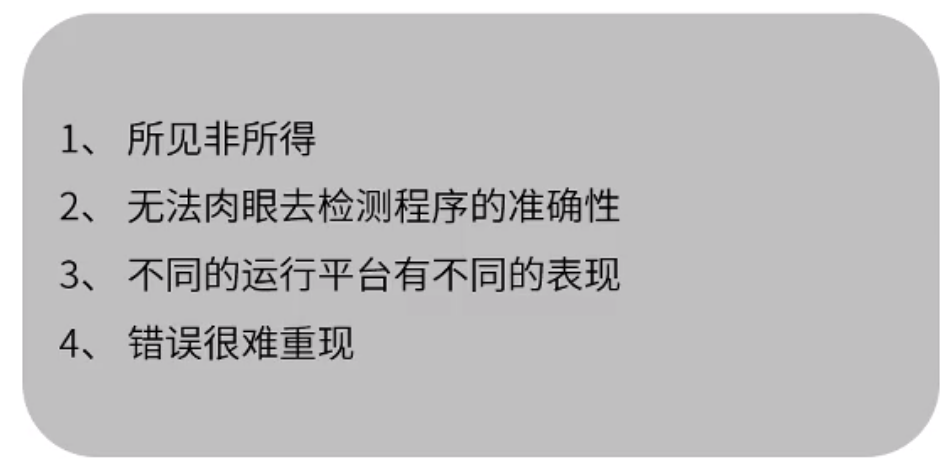 1、 所见非所得
2、 无法肉眼去检测程序的准确性
3、 不同的运行平台有不同的表现
4、 错误很难重现